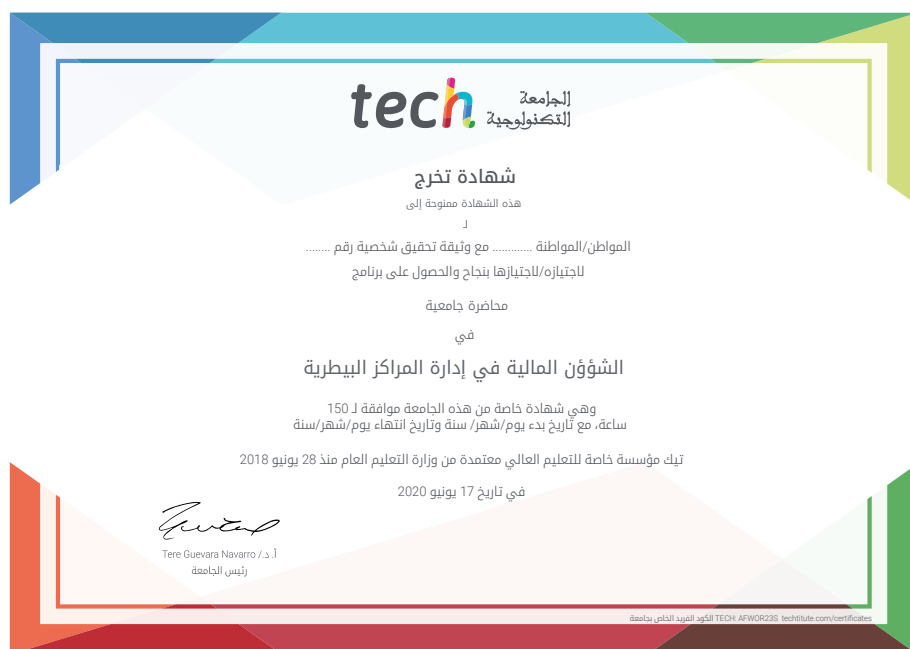 tech الجامعة
التكنولوجية
شهادة تخرج
هذه الشهادة ممنوحة إلى
لـ
المواطن/المواطنة ............ مع وثيقة تحقيق شخصية رقم ........
لاجتيازه/لاجتيازها بنجاح والحصول على برنامج
محاضرة جامعية
في
الشؤؤن المالية في إدارة المراكز البيطرية
وهي شهادة خاصة من هذه الجامعة موافقة لـ 150
ساعة، مع تاريخ بدء يوم/شهر/ سنة وتاريخ انتهاء يوم/شهر/سنة
تيك مؤسسة خاصة للتعليم العالي معتمدة من وزارة التعليم العام منذ 28 يونيو 2018
في تاريخ 17 يونيو 2020
أ. د./ Tere Guevara Navarro
رئيس الجامعة
الكود الفريد الخاص بجامعة TECH: AFWOR23S techtitute.com/certificates